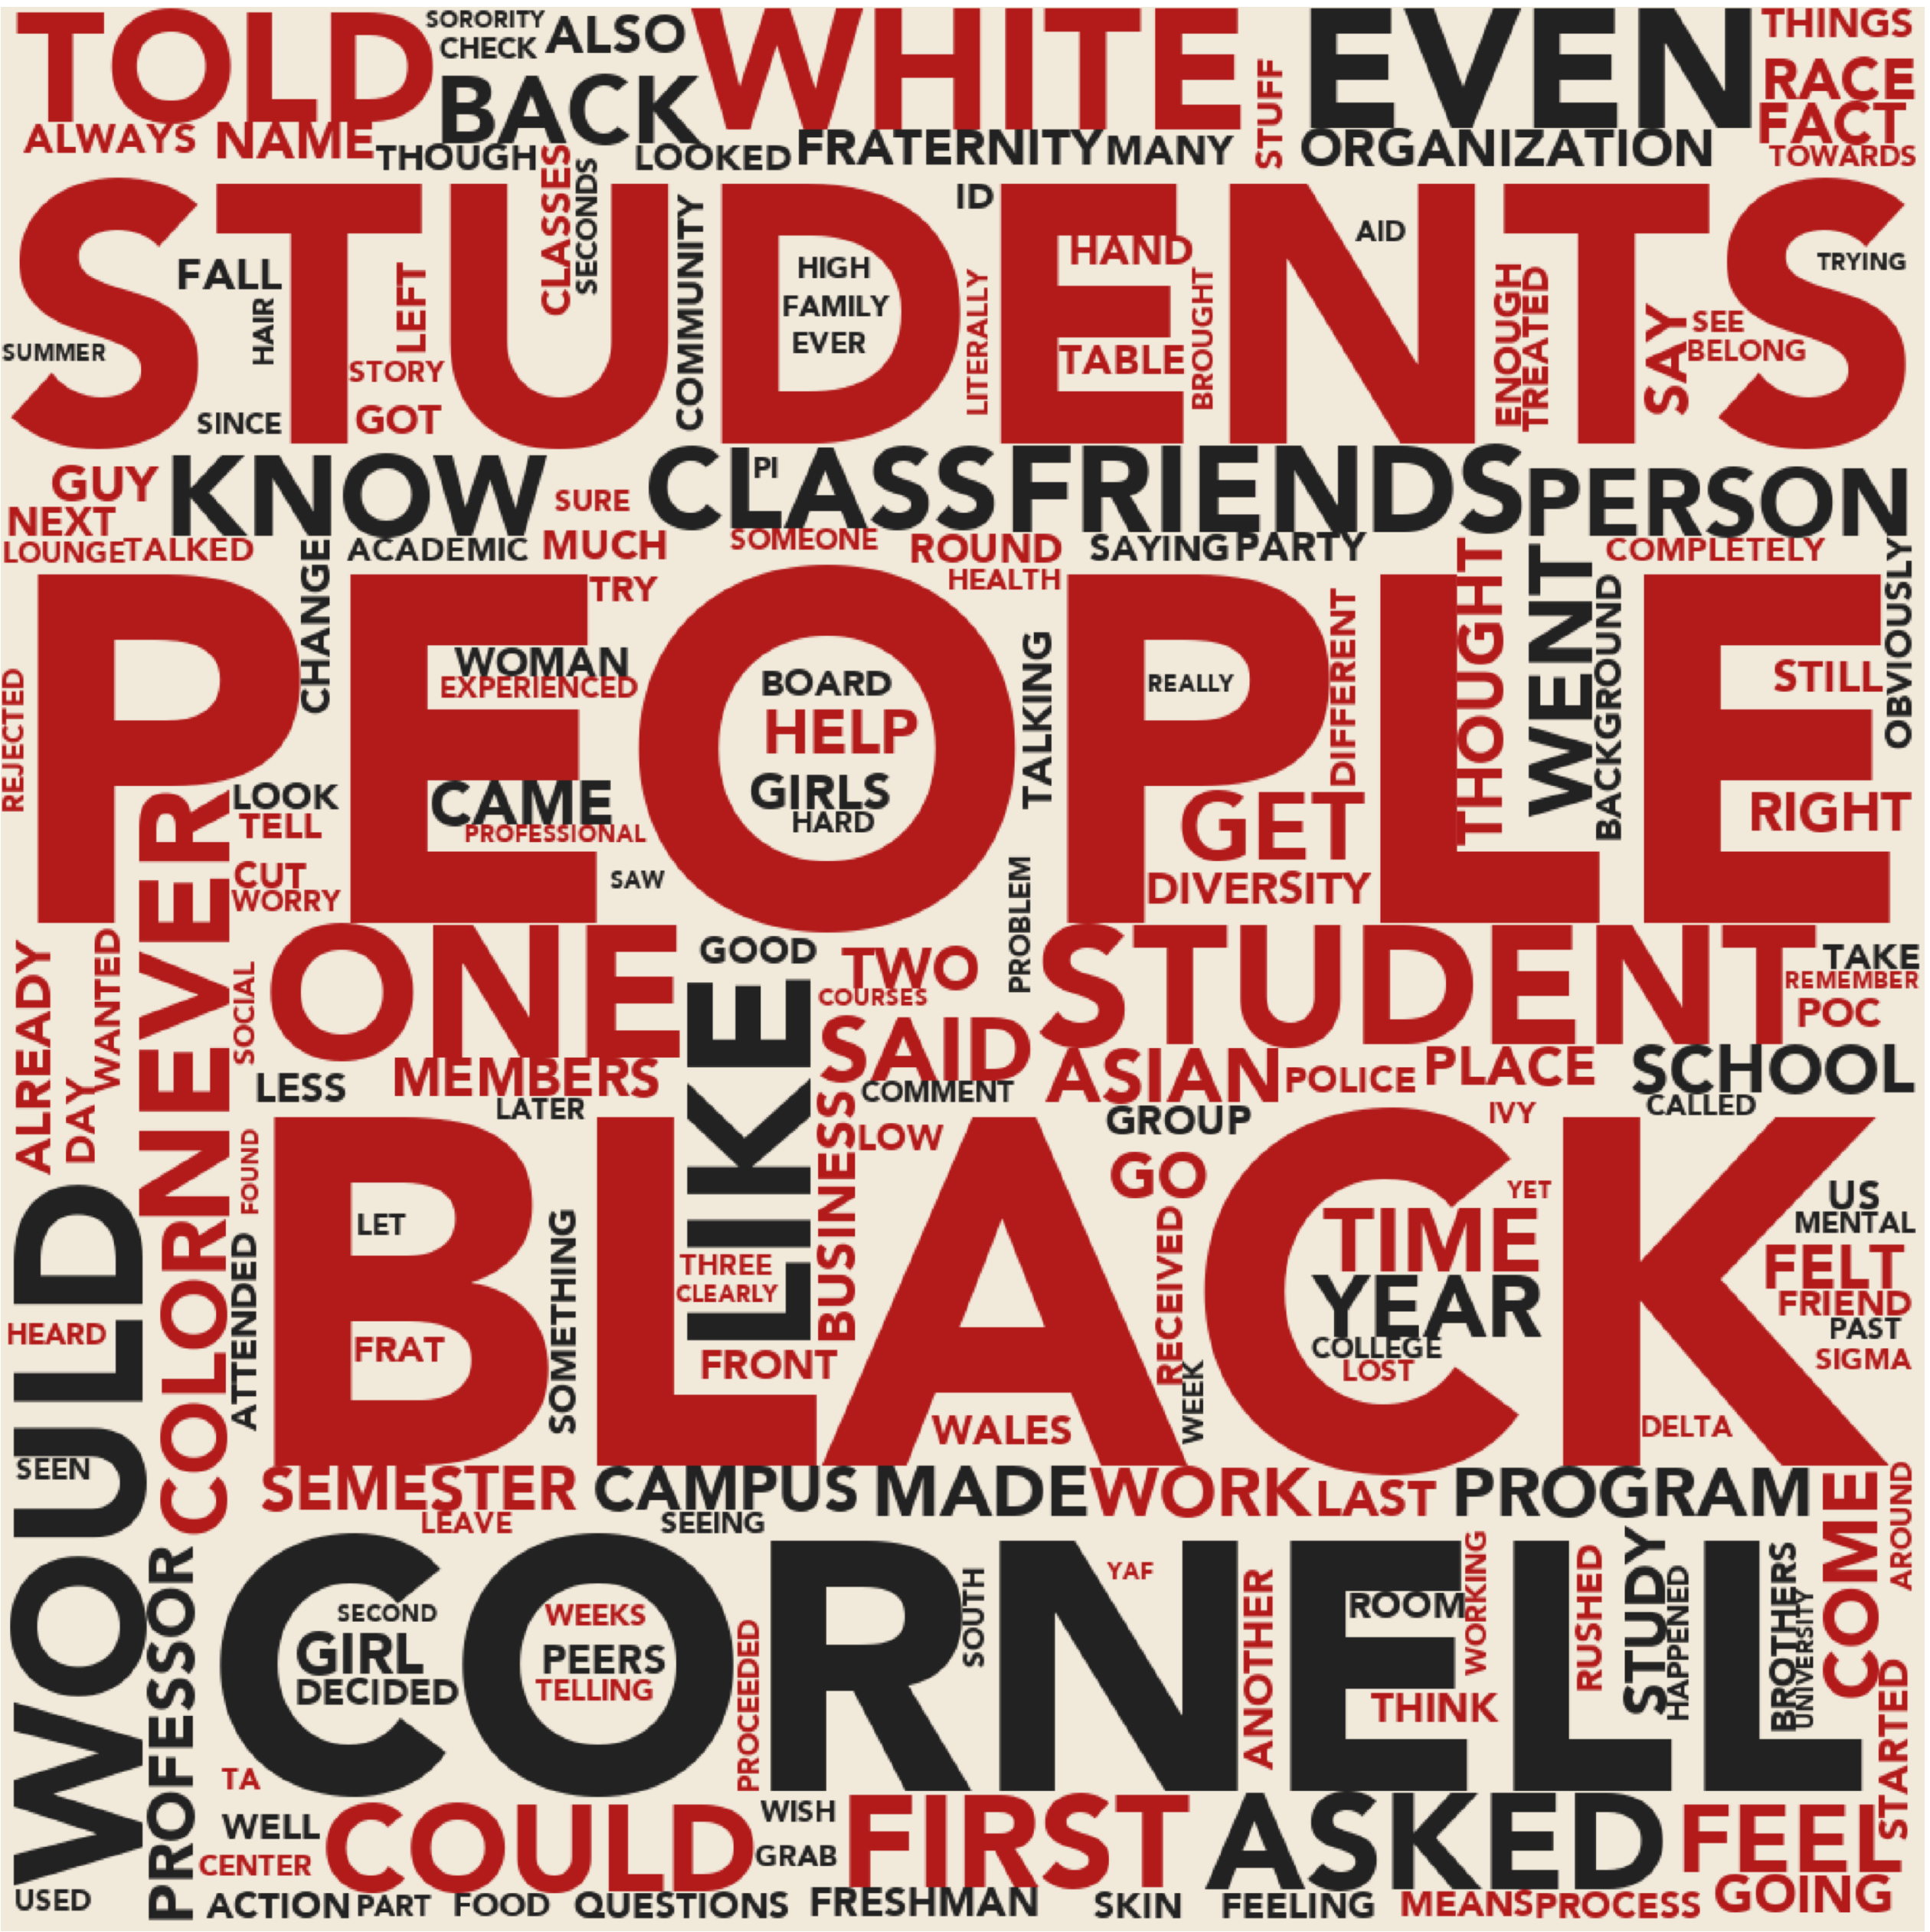 TOLD
SORORITY
CHECK
ALSO
WHITE
EVEN
THINGS
RACE
FACT
TOWARDS
BACK
STUFF
ALWAYS
NAME
THOUGH
CLASSES
SECONDS
LOOKED
FRATERNITY
MANY
ORGANIZATION
STUDENTS
ID
AID
HAND
HIGH
FAMILY
EVER
FALL
HAIR
LEFT
COMMUNITY
LITERALLY
BROUGHT
TABLE
ENOUGH
TREATED
SAY
SEE
BELONG
TRYING
SUMMER
STORY
SINCE
GOT
GUY
KNOW
SURE
CLASS
PI
FRIENDS
PERSON
NEXT
LOUNGE
TALKED
CHANGE
ACADEMIC
MUCH
SOMEONE
ROUND
SAYING
PARTY
COMPLETELY
OBVIOUSLY
TRY
HEALTH
THOUGHT
WENT
BACKGROUND
PEOPLE
WOMAN
EXPERIENCED
BOARD
HELP
GIRLS
HARD
TALKING
REALLY
DIFFERENT
STILL
REJECTED
LOOK
TELL
CAME
PROFESSIONAL
GET
RIGHT
CUT
WORRY
SAW
PROBLEM
DIVERSITY
NEVER
ALREADY
WANTED
SOCIAL
ONE
GOOD
TWO
COURSES
STUDENT
TAKE
REMEMBER
POC
LIKE
SAID
DAY
LESS
MEMBERS
LATER
COMMENT
ASIAN
POLICE
PLACE
SCHOOL
CALLED
GROUP
IVY
FOUND
BUSINESS
LOW
GO
BLACK
YET
US
MENTAL
WOULD
COLOR
ATTENDED
LET
SOMETHING
RECEIVED
TIME
YEAR
COLLEGE
LOST
FELT
FRIEND
PAST
SIGMA
THREE
CLEARLY
HEARD
FRAT
FRONT
WEEK
WALES
DELTA
SEEN
SEMESTER
CAMPUS
MADE
WORK
LAST
PROGRAM
COME
AROUND
LEAVE
SEEING
PROFESSOR
CORNELL
SECOND
GIRL
DECIDED
WEEKS
PEERS
TELLING
PROCEEDED
SOUTH
YAF
ANOTHER
ROOM
WORKING
THINK
RUSHED
STUDY
HAPPENED
BROTHERS
UNIVERSITY
STARTED
TA
WELL
CENTER
COULD
WISH
GRAB
FIRST
ASKED
FEEL
USED
ACTION
PART
FOOD
QUESTIONS
FRESHMAN
SKIN
FEELING
MEANS
PROCESS
GOING